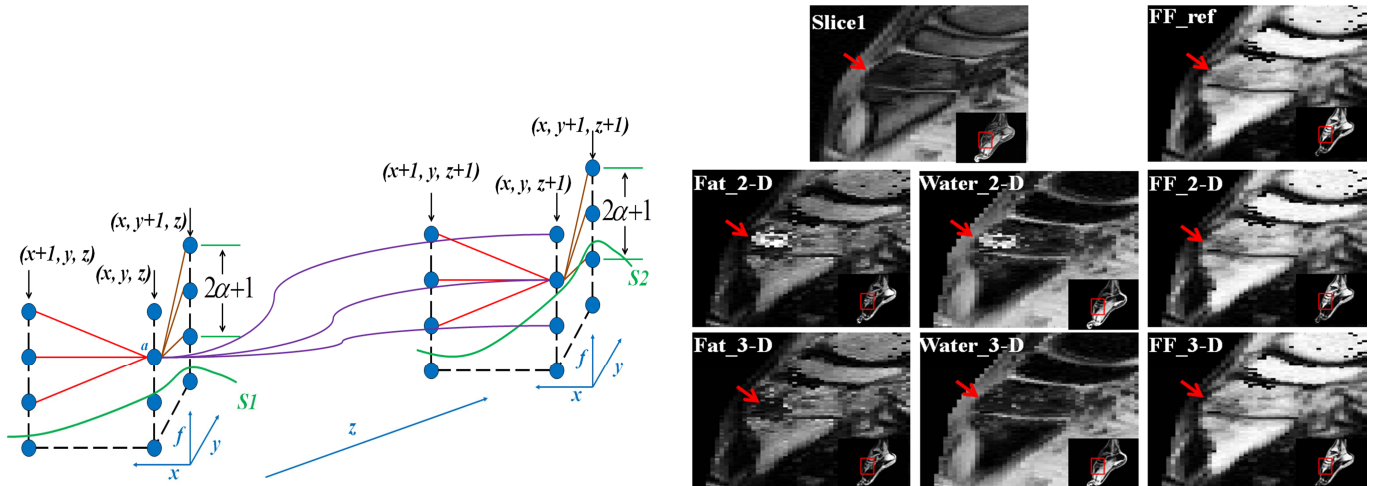 (x, y+1, z+1)
(x+1, y, z+1)
(x, y, z+1)
2α+1
(x, y+1, z)
(x+1, y, z)
(x, y, z)
2α+1
a
S1
S2
f
y
x
f
y
x
z
Slice1
FF_ref
Fat_2-D
Water_2-D
FF_2-D
Fat_3-D
Water_3-D
FF_3-D